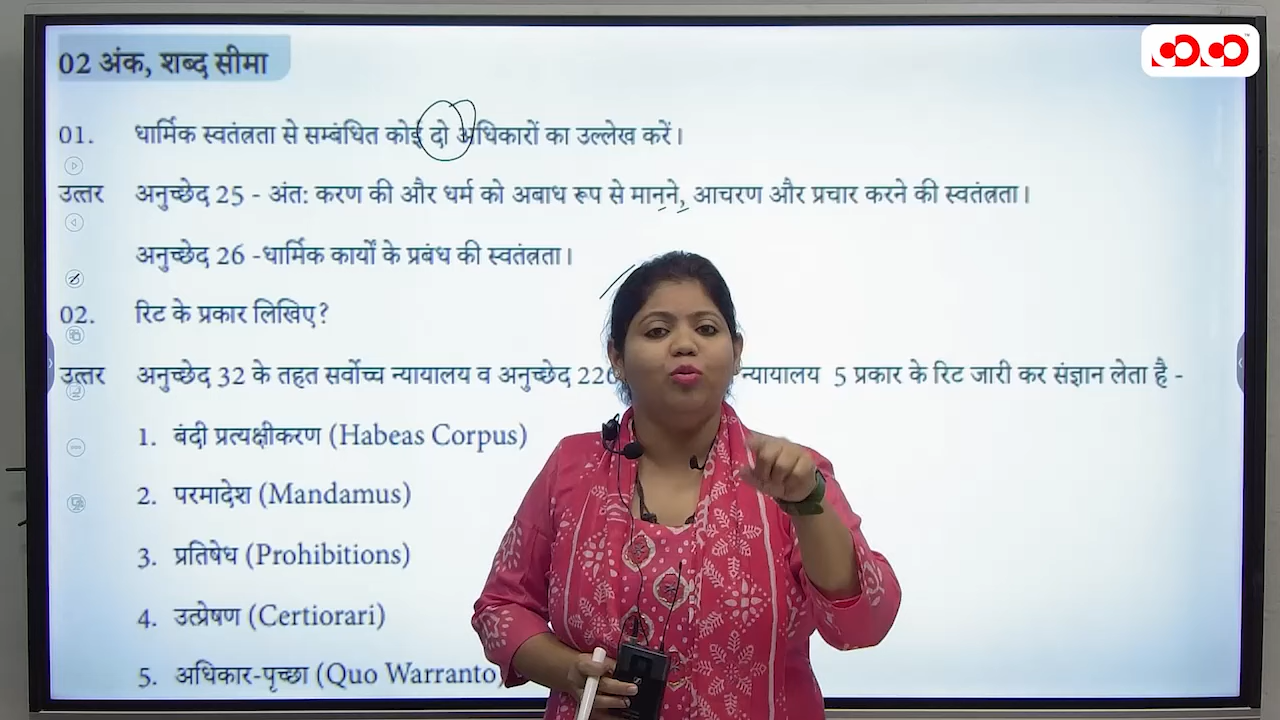 02 अंक, शब्द सीमा
01. धार्मिक स्वतंत्रता से सम्बंधित कोई दो अधिकारों का उल्लेख करें।
उत्तर अनुच्छेद 25 - अंत: करण की और धर्म को अबाध रूप से मानने, आचरण और प्रचार करने की स्वतंत्रता।
अनुच्छेद 26 -धार्मिक कार्यों के प्रबंध की स्वतंत्रता।
02. रिट के प्रकार लिखिए?
उत्तर अनुच्छेद 32 के तहत सर्वोच्च न्यायालय व अनुच्छेद 226 न्यायालय 5 प्रकार के रिट जारी कर संज्ञान लेता है -
1. बंदी प्रत्यक्षीकरण (Habeas Corpus)
2. परमादेश (Mandamus)
3. प्रतिषेध (Prohibitions)
4. उत्प्रेषण (Certiorari)
5. अधिकार-पृच्छा (Quo Warranto)